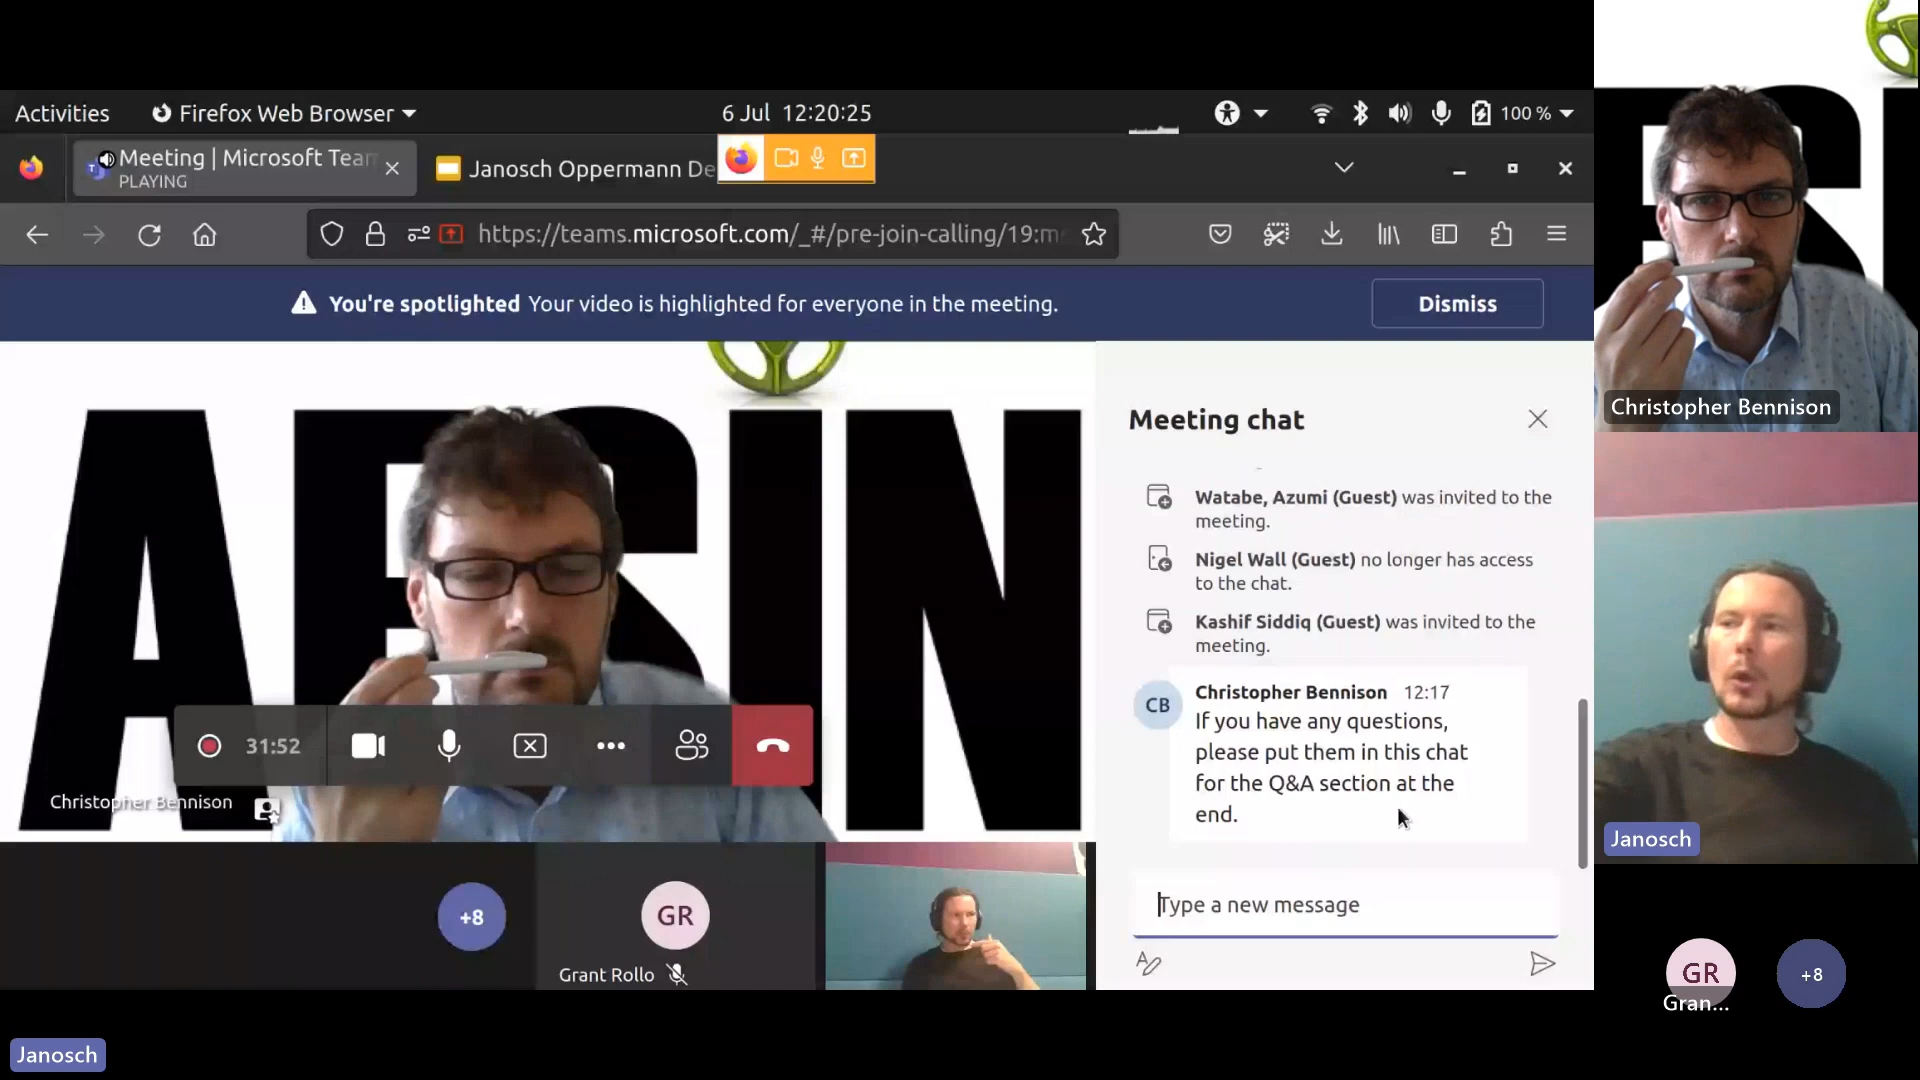 Activities
Firefox Web Browser
6 Jul 12:20:25
100 %
Meeting | Microsoft Team
PLAYING
Janosch Oppermann De
https://teams.microsoft.com/_#/pre-join-calling/19:m
You're spotlighted Your video is highlighted for everyone in the meeting.
Dismiss
AESIN
31:52
Christopher Bennison
+8
GR
Grant Rollo
Meeting chat
Watabe, Azumi (Guest) was invited to the
meeting.
Nigel Wall (Guest) no longer has access
to the chat.
Kashif Siddiq (Guest) was invited to the
meeting.
CB
Christopher Bennison 12:17
If you have any questions,
please put them in this chat
for the Q&A section at the
end.
Type a new message
Christopher Bennison
Janosch
GR
Gran...
+8
Janosch